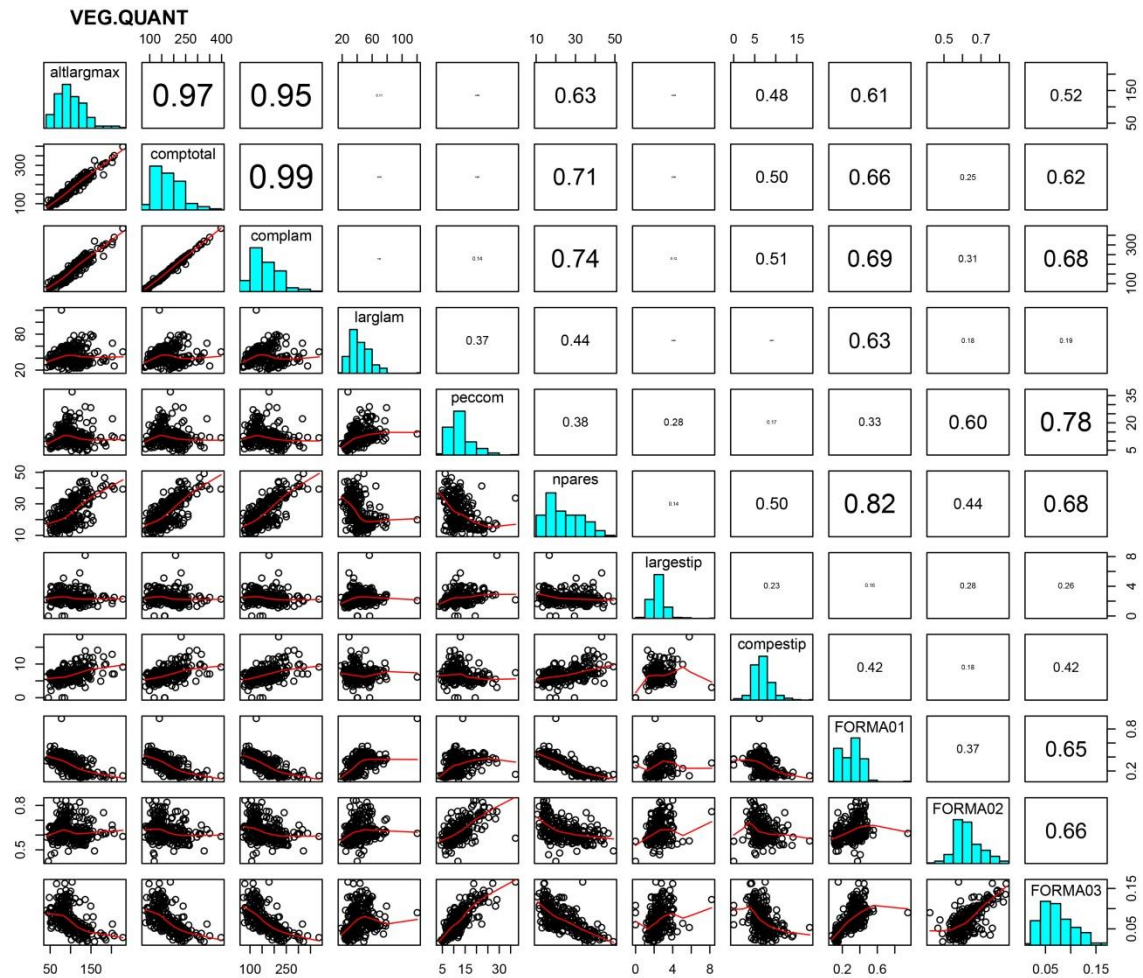 VEG.QUANT
100 250 400 20 60 100 10 30 50 0 5 15 0.5 0.7
altlargmax 0.97 0.95 0.63 0.48 0.61 0.52 50 150
100 300 comptotal 0.99 0.71 0.50 0.66 0.25 0.62
complam 0.14 0.74 0.51 0.69 0.31 0.68 100 300
20 80 larglam 0.37 0.44 0.63 0.18 0.19
peccom 0.38 0.28 0.17 0.33 0.60 0.78 5 20 35
10 30 50 npares 0.14 0.50 0.82 0.44 0.68
largestip 0.23 0.16 0.28 0.26 0 4 8
0 10 compestip 0.42 0.18 0.42
FORMA01 0.37 0.65 0.2 0.8
0.5 0.8 FORMA02 0.66
FORMA03 0.05 0.15
50 150 100 250 5 15 30 0 4 8 0.2 0.6 0.05 0.15